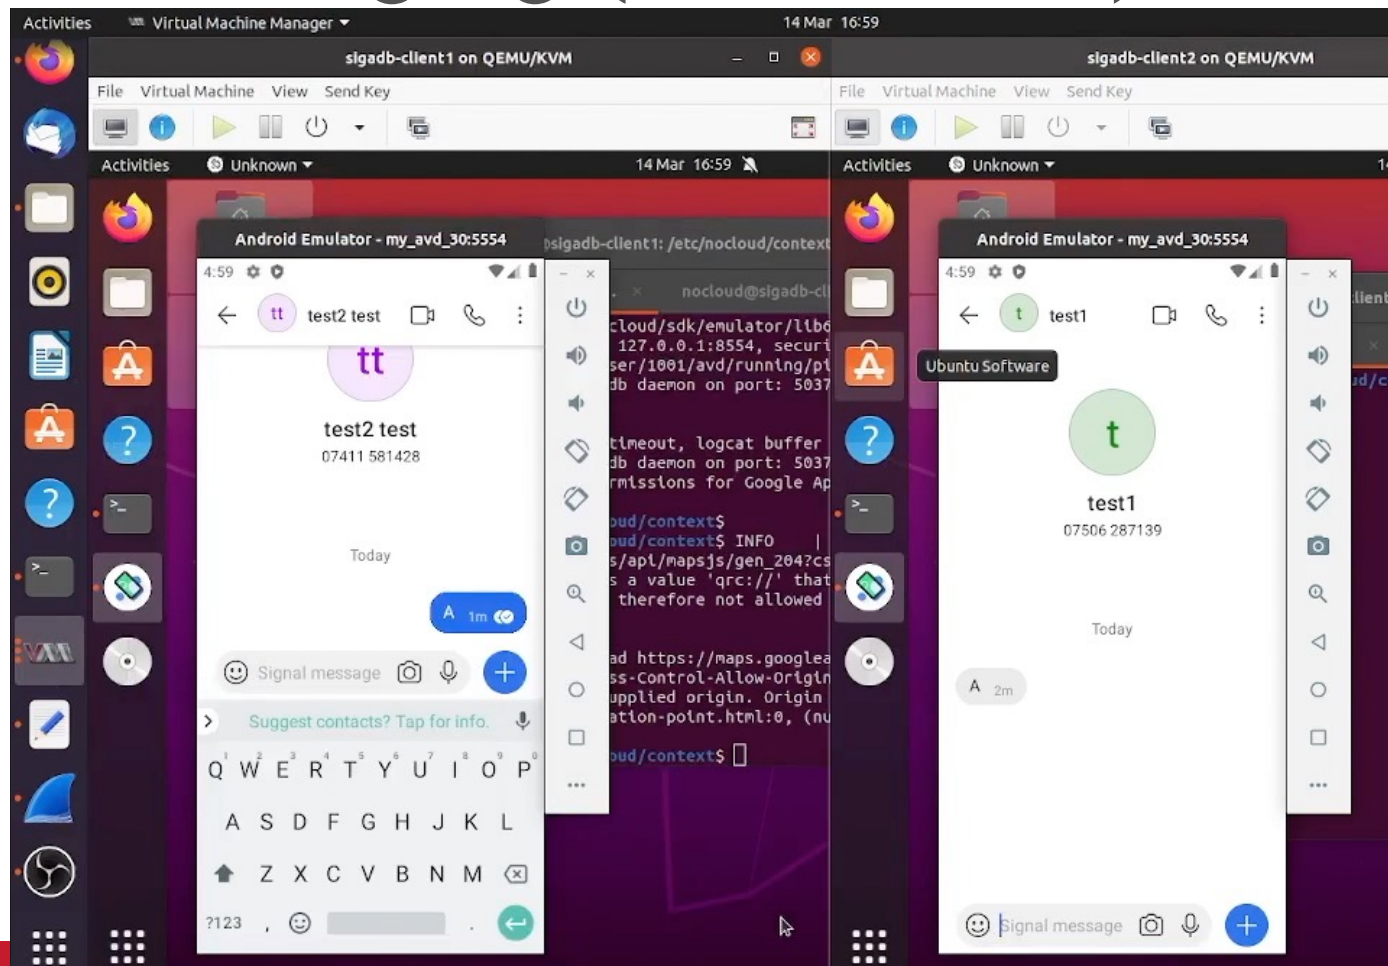 Activities Virtual Machine Manager 14 Mar 16:59
sigadb-client1 on QEMU/KVM
File Virtual Machine View Send Key
Activities Unknown 14 Mar 16:59
Android Emulator - my_avd_30:5554
4:59
tt test2 test
tt
test2 test
07411 581428
Today
A 1m
Signal message
Suggest contacts? Tap for info.
Q W E R T Y U I O P
A S D F G H J K L
Z X C V B N M
?123 , .
sigadb-client1: /etc/nocloud/context
nocloud@sigadb-cli
cloud/sdk/emulator/lib6
127.0.0.1:8554, securi
ser/1001/avd/running/pi
db daemon on port: 5037
timeout, logcat buffer
db daemon on port: 5037
rmissions for Google Ap
oud/context$
oud/context$ INFO |
s/api/mapsjs/gen_204?cs
s a value 'qrc://' that
therefore not allowed
ad https://maps.googlea
ss-Control-Allow-Origin
upplied origin. Origin
ation-point.html:0, (nu
oud/context$
sigadb-client2 on QEMU/KVM
File Virtual Machine View Send Key
Activities Unknown
Android Emulator - my_avd_30:5554
4:59
t test1
Ubuntu Software
t
test1
07506 287139
Today
A 2m
Signal message